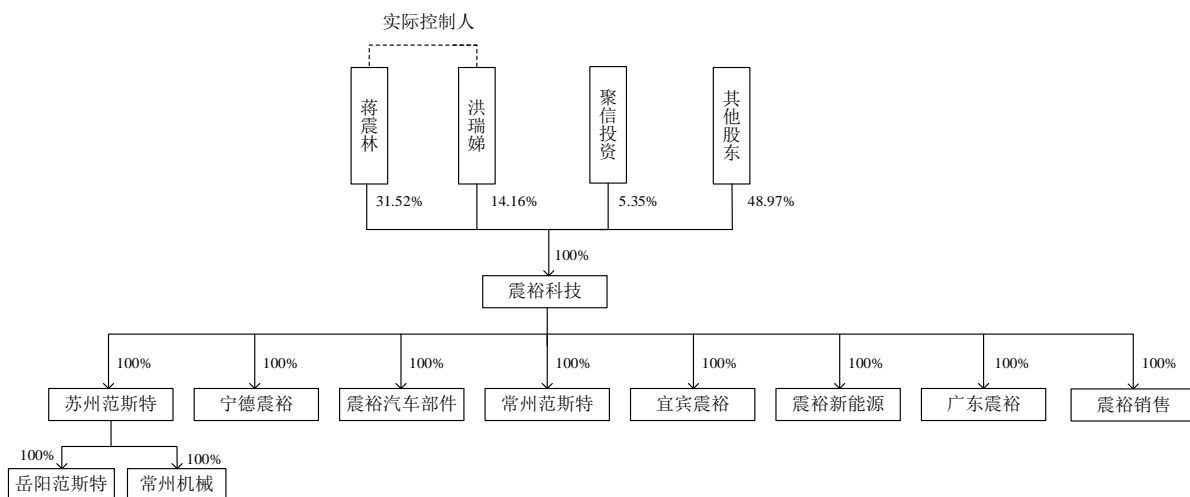 实际控制人
蒋震林
洪瑞娣
聚信投资
其他股东
31.52%
14.16%
5.35%
48.97%
100%
震裕科技
100%
100%
100%
100%
100%
100%
100%
100%
苏州范斯特
宁德震裕
震裕汽车部件
常州范斯特
宜宾震裕
震裕新能源
广东震裕
震裕销售
100%
100%
岳阳范斯特
常州机械